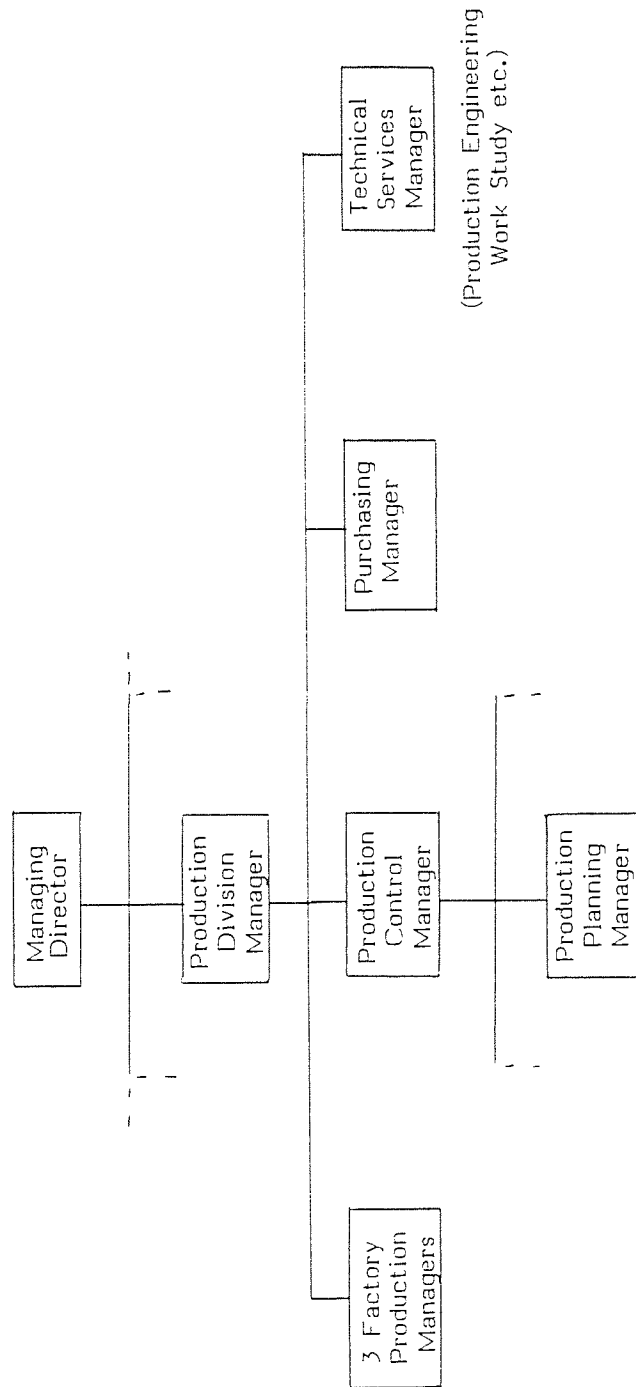 Managing
Director
Production
Division
Manager
3 Factory
Production
Managers
Production
Control
Manager
Purchasing
Manager
Technical
Services
Manager
(Production Engineering
Work Study etc.)
Production
Planning
Manager